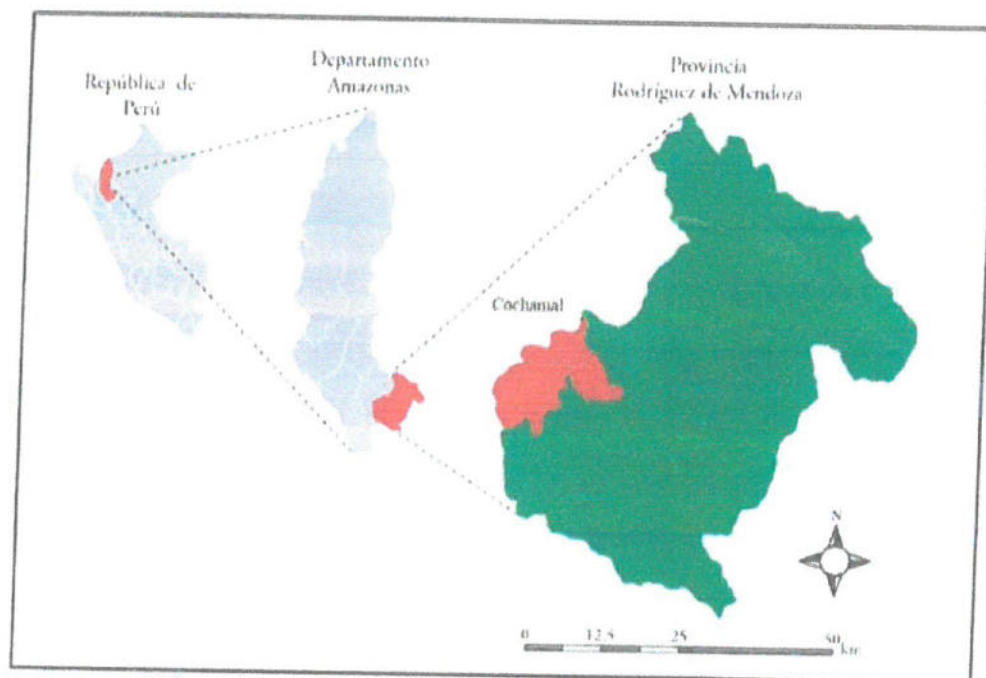 República de
Perú
Departamento
Amazonas
Provincia
Rodríguez de Mendoza
Cochamal
N
0 12.5 25 50
km